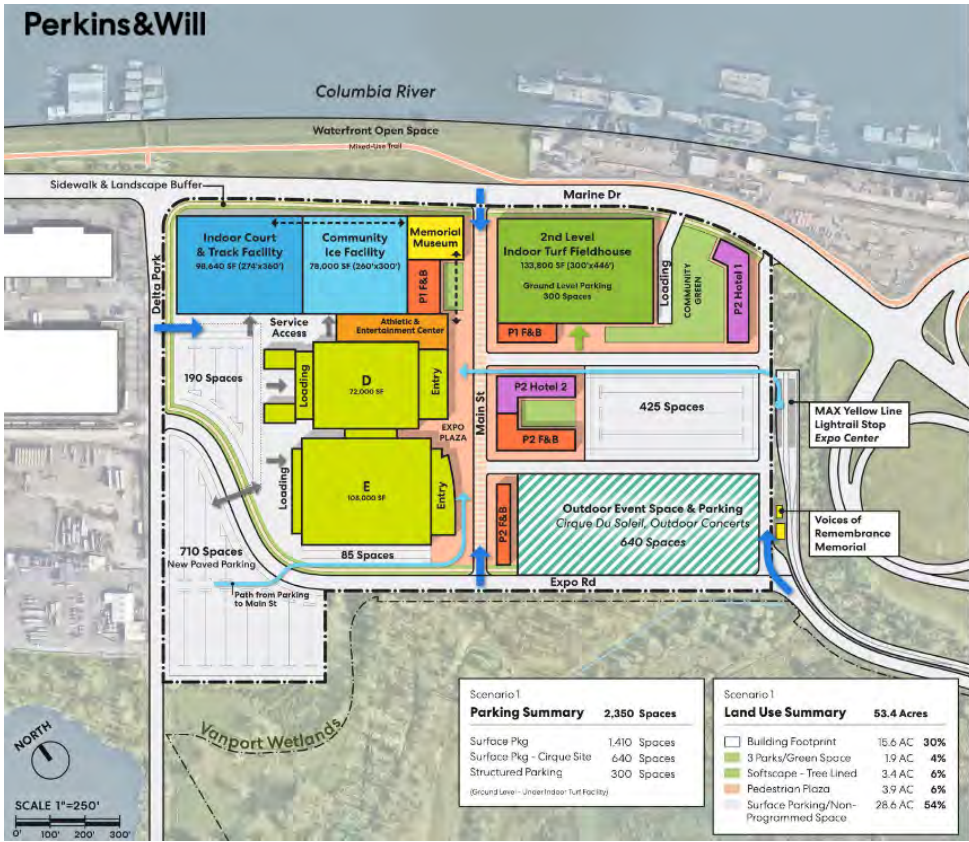 Perkins&Will
Columbia River
Waterfront Open Space
Mixed-Use Trail
Sidewalk & Landscape Buffer
Marine Dr
Delta Park
Indoor Court
& Track Facility
98,640 SF (274'x360')
Community
Ice Facility
78,000 SF (260'x300')
Memorial
Museum
P1 F&B
2nd Level
Indoor Turf Fieldhouse
133,800 SF (300'x446')
Ground Level Parking
300 Spaces
Loading
COMMUNITY
GREEN
P2 Hotel 1
Service
Access
Athletic &
Entertainment Center
P1 F&B
190 Spaces
Loading
D
72,000 SF
Entry
Main St
P2 Hotel 2
P2 F&B
425 Spaces
MAX Yellow Line
Lightrail Stop
Expo Center
EXPO
PLAZA
Loading
E
108,000 SF
Entry
P2 F&B
Outdoor Event Space & Parking
Cirque Du Soleil, Outdoor Concerts
640 Spaces
Voices of
Remembrance
Memorial
710 Spaces
New Paved Parking
85 Spaces
Expo Rd
Path from Parking
to Main St
Vanport Wetlands
NORTH
SCALE 1"=250'
0' 100' 200' 300'
Scenario 1
Parking Summary 2,350 Spaces
Surface Pkg 1,410 Spaces
Surface Pkg - Cirque Site 640 Spaces
Structured Parking 300 Spaces
(Ground Level - Under Indoor Turf Facility)
Scenario 1
Land Use Summary 53.4 Acres
Building Footprint 15.6 AC 30%
3 Parks/Green Space 1.9 AC 4%
Softscape - Tree Lined 3.4 AC 6%
Pedestrian Plaza 3.9 AC 6%
Surface Parking/Non-
Programmed Space 28.6 AC 54%